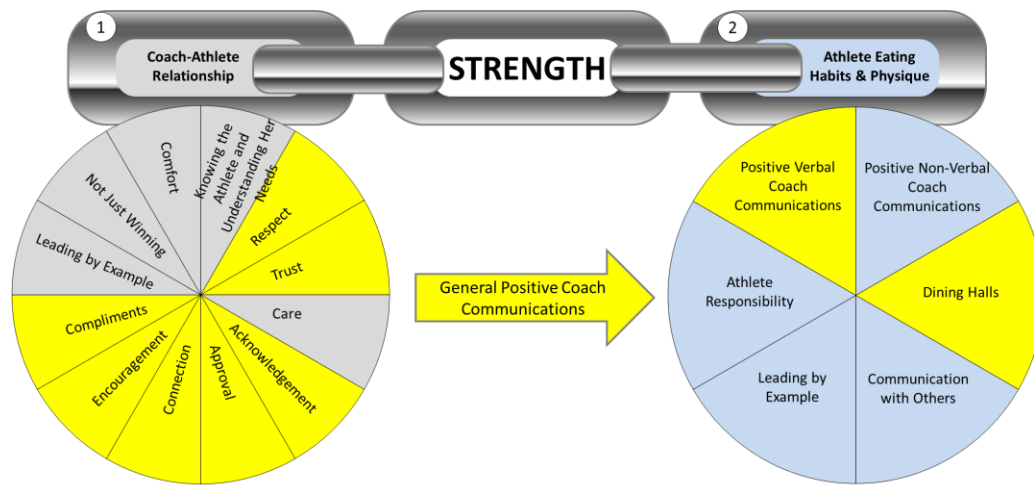 1
Coach-Athlete
Relationship
STRENGTH
2
Athlete Eating
Habits & Physique
Knowing the
Athlete and
Understanding Her
Needs
Respect
Trust
Care
Acknowledgement
Approval
Connection
Encouragement
Compliments
Leading by Example
Not Just Winning
Comfort
General Positive Coach
Communications
Positive Verbal
Coach
Communications
Positive Non-Verbal
Coach
Communications
Dining Halls
Communication
with Others
Leading by
Example
Athlete
Responsibility